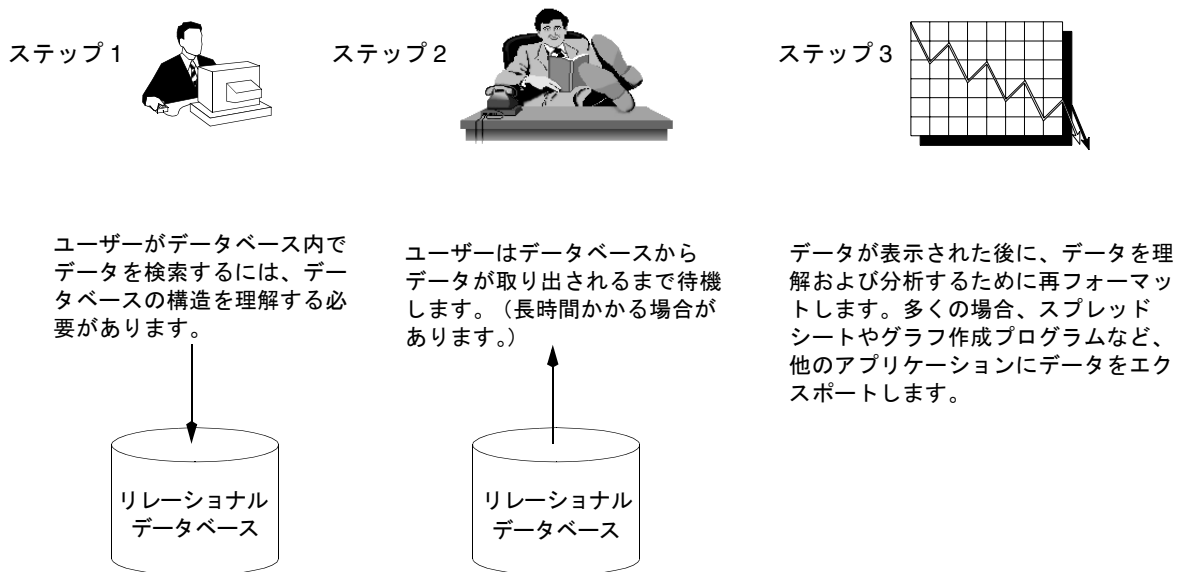 ステップ 1
ステップ 2
ステップ 3
ユーザーがデータベース内で
データを検索するには、デー
タベースの構造を理解する必
要があります。
ユーザーはデータベースから
データが取り出されるまで待機
します。（長時間かかる場合が
あります。）
データが表示された後に、データを理
解および分析するために再フォーマッ
トします。多くの場合、スプレッド
シートやグラフ作成プログラムなど、
他のアプリケーションにデータをエク
スポートします。
リレーショナル
データベース
リレーショナル
データベース